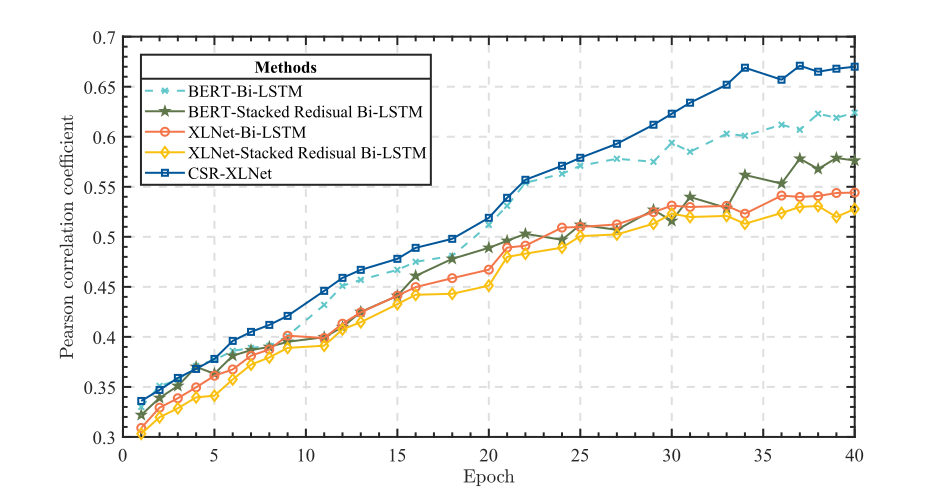 0.7
0.65
0.6
0.55
0.5
0.45
0.4
0.35
0.3
Pearson correlation coefficient
Methods
BERT-Bi-LSTM
BERT-Stacked Redisual Bi-LSTM
XLNet-Bi-LSTM
XLNet-Stacked Redisual Bi-LSTM
CSR-XLNet
0 5 10 15 20 25 30 35 40
Epoch